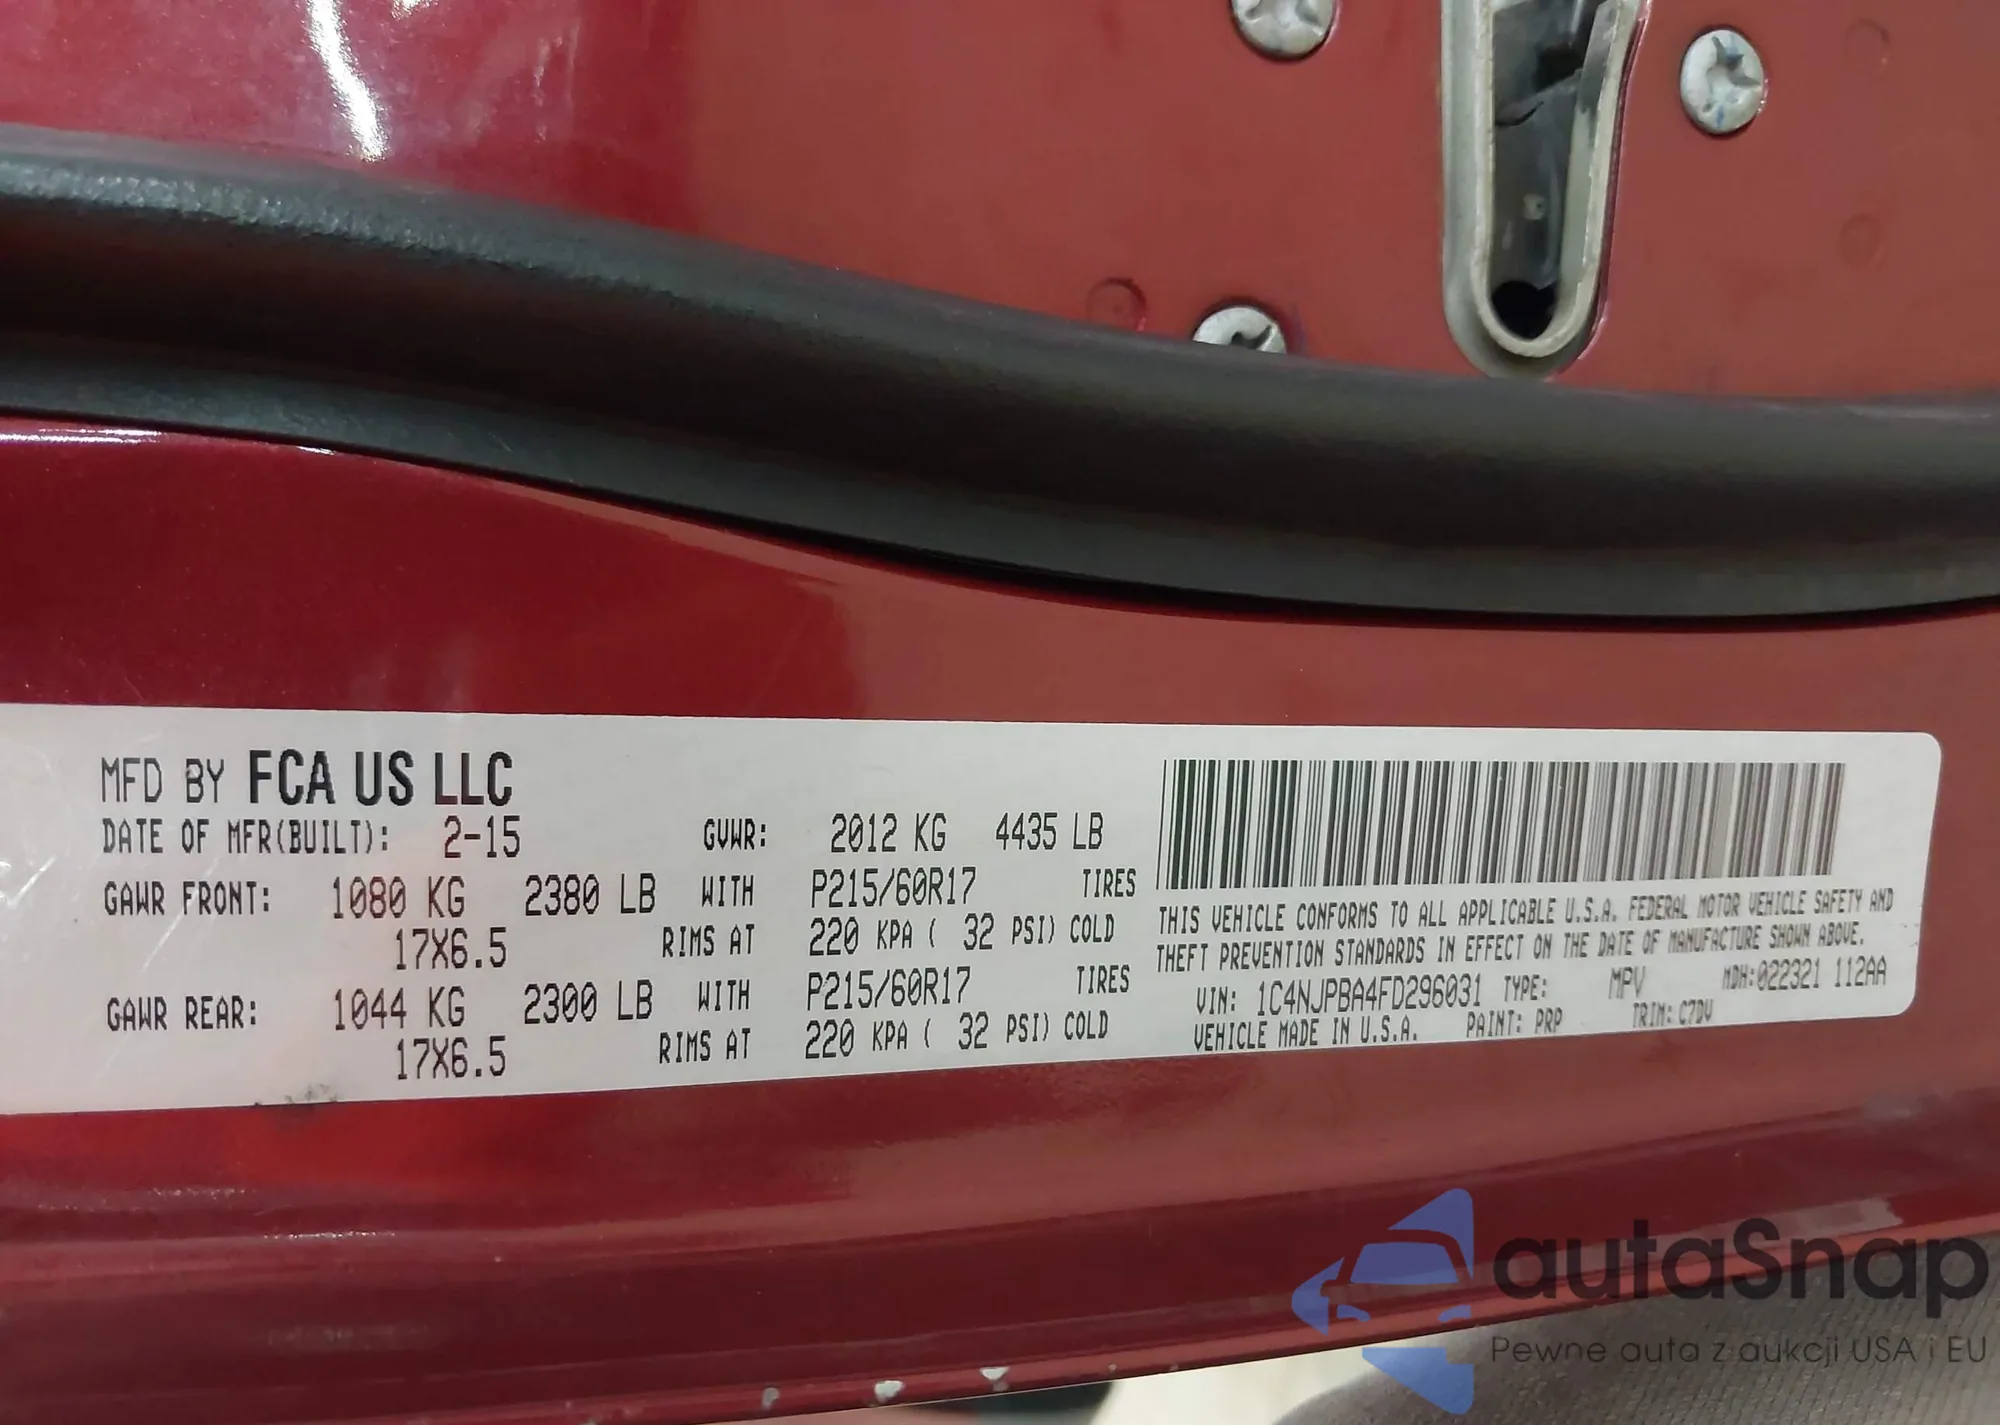 MFD BY FCA US LLC
DATE OF MFR(BUILT): 2-15 GVWR: 2012 KG 4435 LB
GAWR FRONT: 1080 KG 2380 LB WITH P215/60R17 TIRES
17X6.5 RIMS AT 220 KPA ( 32 PSI) COLD
GAWR REAR: 1044 KG 2300 LB WITH P215/60R17 TIRES
17X6.5 RIMS AT 220 KPA ( 32 PSI) COLD
THIS VEHICLE CONFORMS TO ALL APPLICABLE U.S.A. FEDERAL MOTOR VEHICLE SAFETY AND
THEFT PREVENTION STANDARDS IN EFFECT ON THE DATE OF MANUFACTURE SHOWN ABOVE.
VIN: 1C4NJPBA4FD296031 TYPE: MPV MDH:022321 112AA
VEHICLE MADE IN U.S.A. PAINT: PRP TRIM: C7DV
autaSnap
Pewne auta z aukcji USA i EU